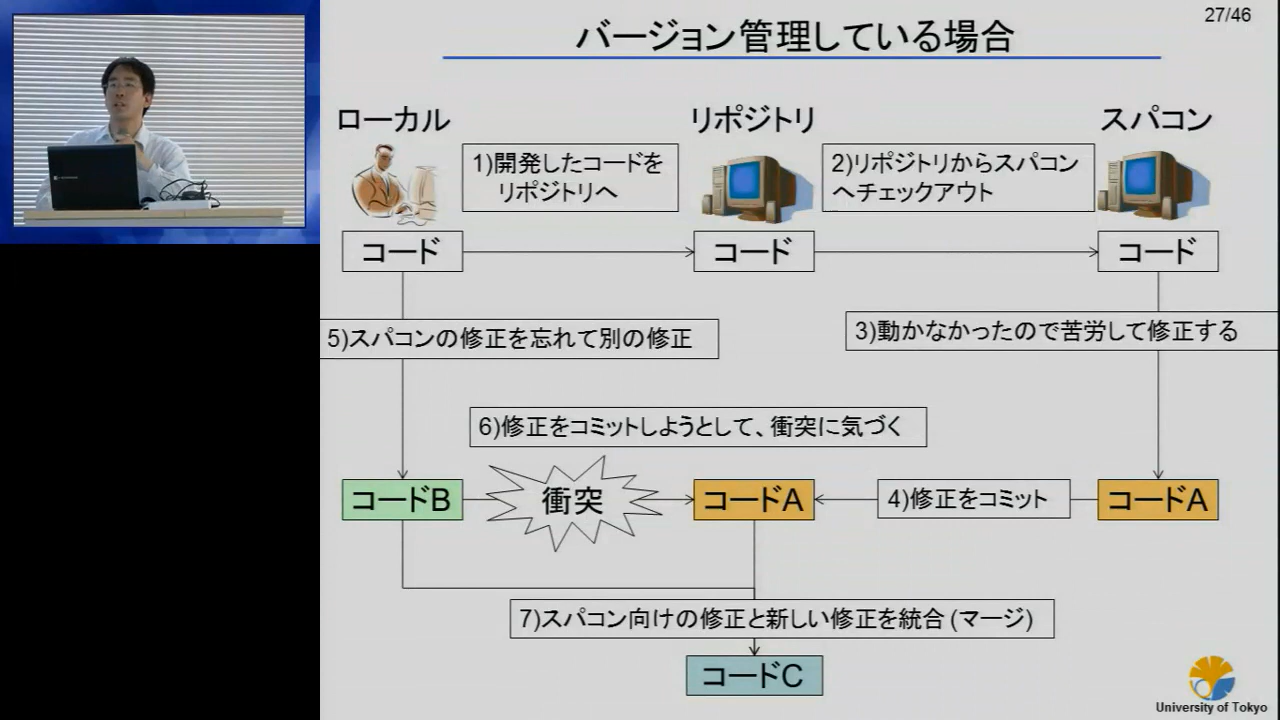 27/46
バージョン管理している場合
ローカル
リポジトリ
スパコン
1)開発したコードを
リポジトリへ
2)リポジトリからスパコン
へチェックアウト
コード
コード
コード
5)スパコンの修正を忘れて別の修正
3)動かなかったので苦労して修正する
6)修正をコミットしようとして、衝突に気づく
コードB
衝突
コードA
4)修正をコミット
コードA
7)スパコン向けの修正と新しい修正を統合(マージ)
コードC
University of Tokyo